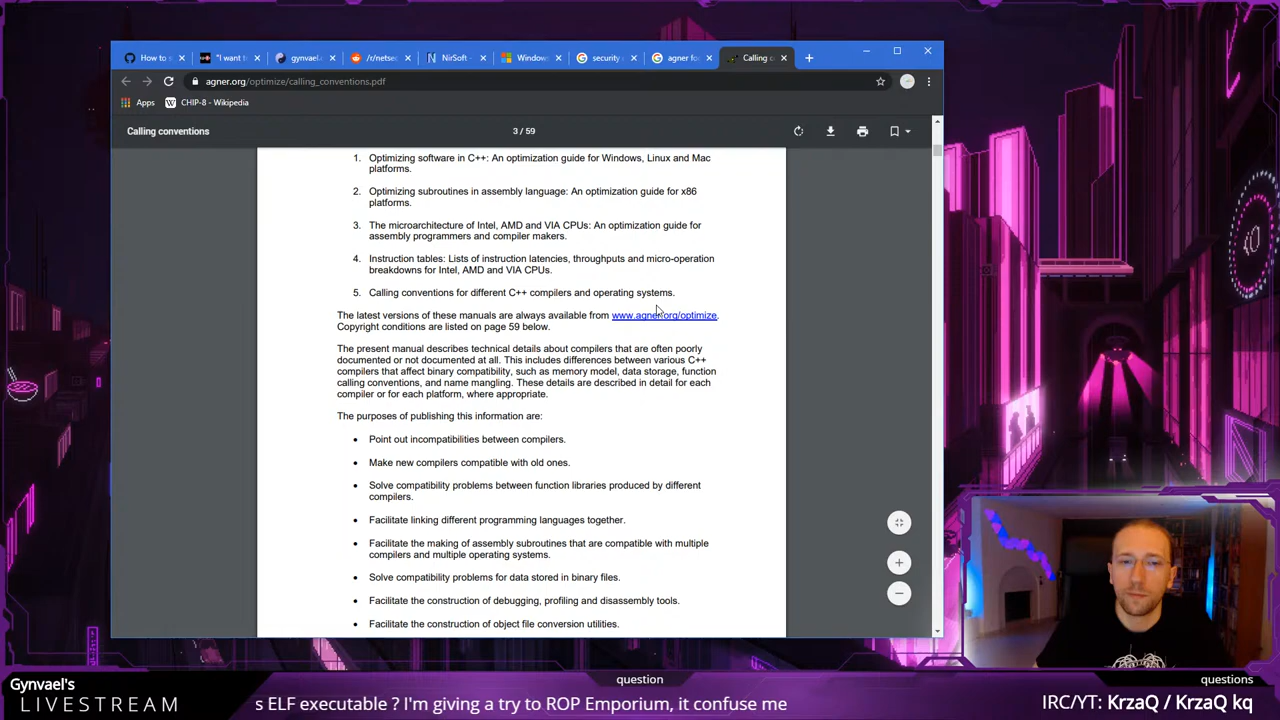 How to s
"I want t
gynvael.
/r/netsec
NirSoft -
Window
security
agner fo
Calling c
agner.org/optimize/calling_conventions.pdf
Apps
CHIP-8 - Wikipedia
Calling conventions
3 / 59
1. Optimizing software in C++: An optimization guide for Windows, Linux and Mac
platforms.
2. Optimizing subroutines in assembly language: An optimization guide for x86
platforms.
3. The microarchitecture of Intel, AMD and VIA CPUs: An optimization guide for
assembly programmers and compiler makers.
4. Instruction tables: Lists of instruction latencies, throughputs and micro-operation
breakdowns for Intel, AMD and VIA CPUs.
5. Calling conventions for different C++ compilers and operating systems.
The latest versions of these manuals are always available from www.agner.org/optimize.
Copyright conditions are listed on page 59 below.
The present manual describes technical details about compilers that are often poorly
documented or not documented at all. This includes differences between various C++
compilers that affect binary compatibility, such as memory model, data storage, function
calling conventions, and name mangling. These details are described in detail for each
compiler or for each platform, where appropriate.
The purposes of publishing this information are:
• Point out incompatibilities between compilers.
• Make new compilers compatible with old ones.
• Solve compatibility problems between function libraries produced by different
compilers.
• Facilitate linking different programming languages together.
• Facilitate the making of assembly subroutines that are compatible with multiple
compilers and multiple operating systems.
• Solve compatibility problems for data stored in binary files.
• Facilitate the construction of debugging, profiling and disassembly tools.
• Facilitate the construction of object file conversion utilities.
Gynvael's
LIVESTREAM
question
questions
s ELF executable ? I'm giving a try to ROP Emporium, it confuse me
IRC/YT: KrzaQ / KrzaQ kq